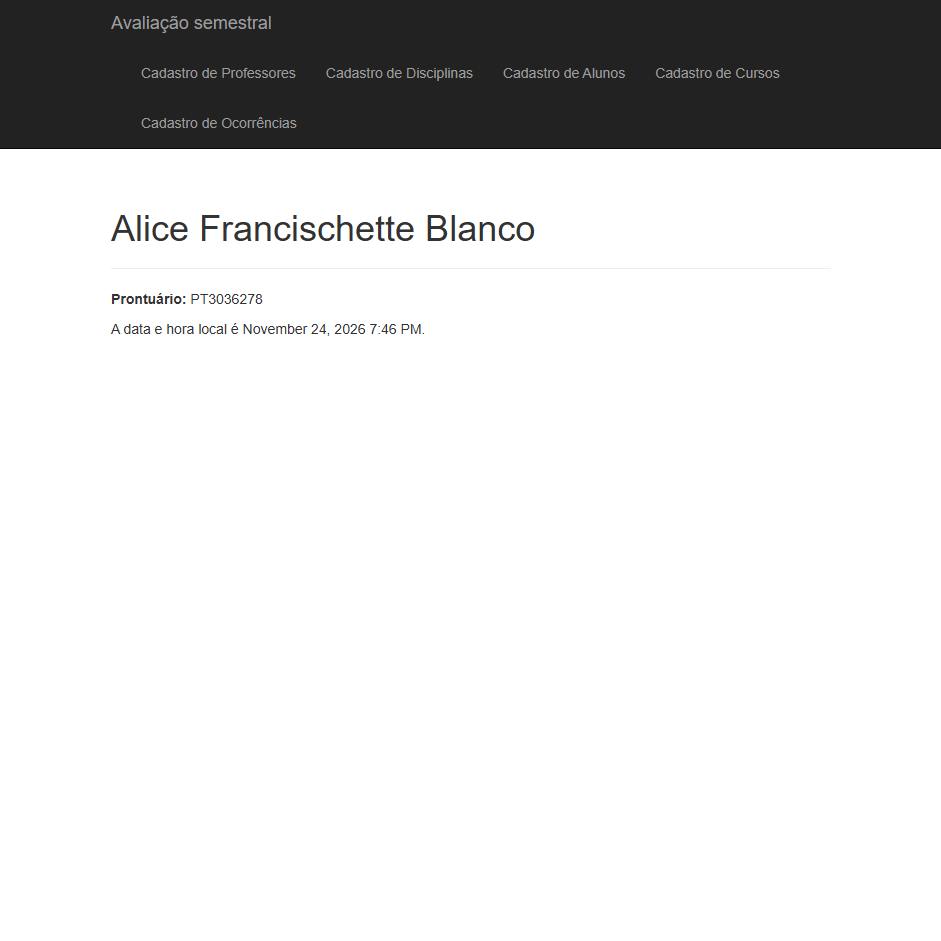 Avaliação semestral
Cadastro de Professores Cadastro de Disciplinas Cadastro de Alunos Cadastro de Cursos
Cadastro de Ocorrências
Alice Francischette Blanco
Prontuário: PT3036278
A data e hora local é November 24, 2026 7:46 PM.